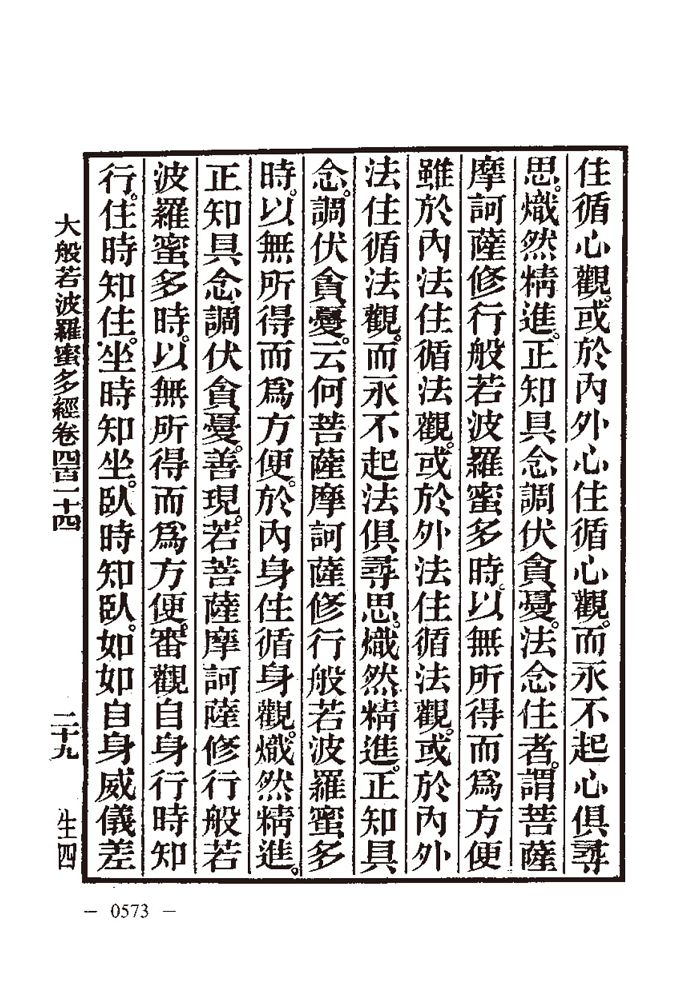 住循心觀。或於內外心住循心觀。而永不起心俱尋
思。熾然精進。正知具念調伏貪憂。法念住者。謂菩薩
摩訶薩修行般若波羅蜜多時。以無所得而爲方便
雖於內法住循法觀。或於外法住循法觀。或於內外
法住循法觀。而永不起法俱尋思。熾然精進。正知具
念。調伏貪憂。云何菩薩摩訶薩修行般若波羅蜜多
時。以無所得而爲方便。於內身住循身觀。熾然精進。
正知具念調伏貪憂。善現。若菩薩摩訶薩修行般若
波羅蜜多時。以無所得而爲方便。審觀自身行時知
行。住時知住。坐時知坐。臥時知臥。如如自身威儀差
大般若波羅蜜多經卷四百一十四 二十九 生四
— 0573 —